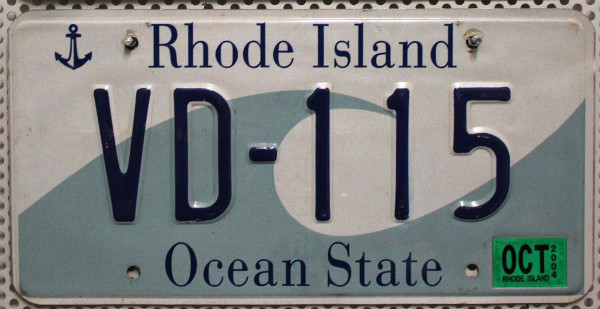 Rhode Island
VD-115
Ocean State
OCT 2004
RHODE ISLAND